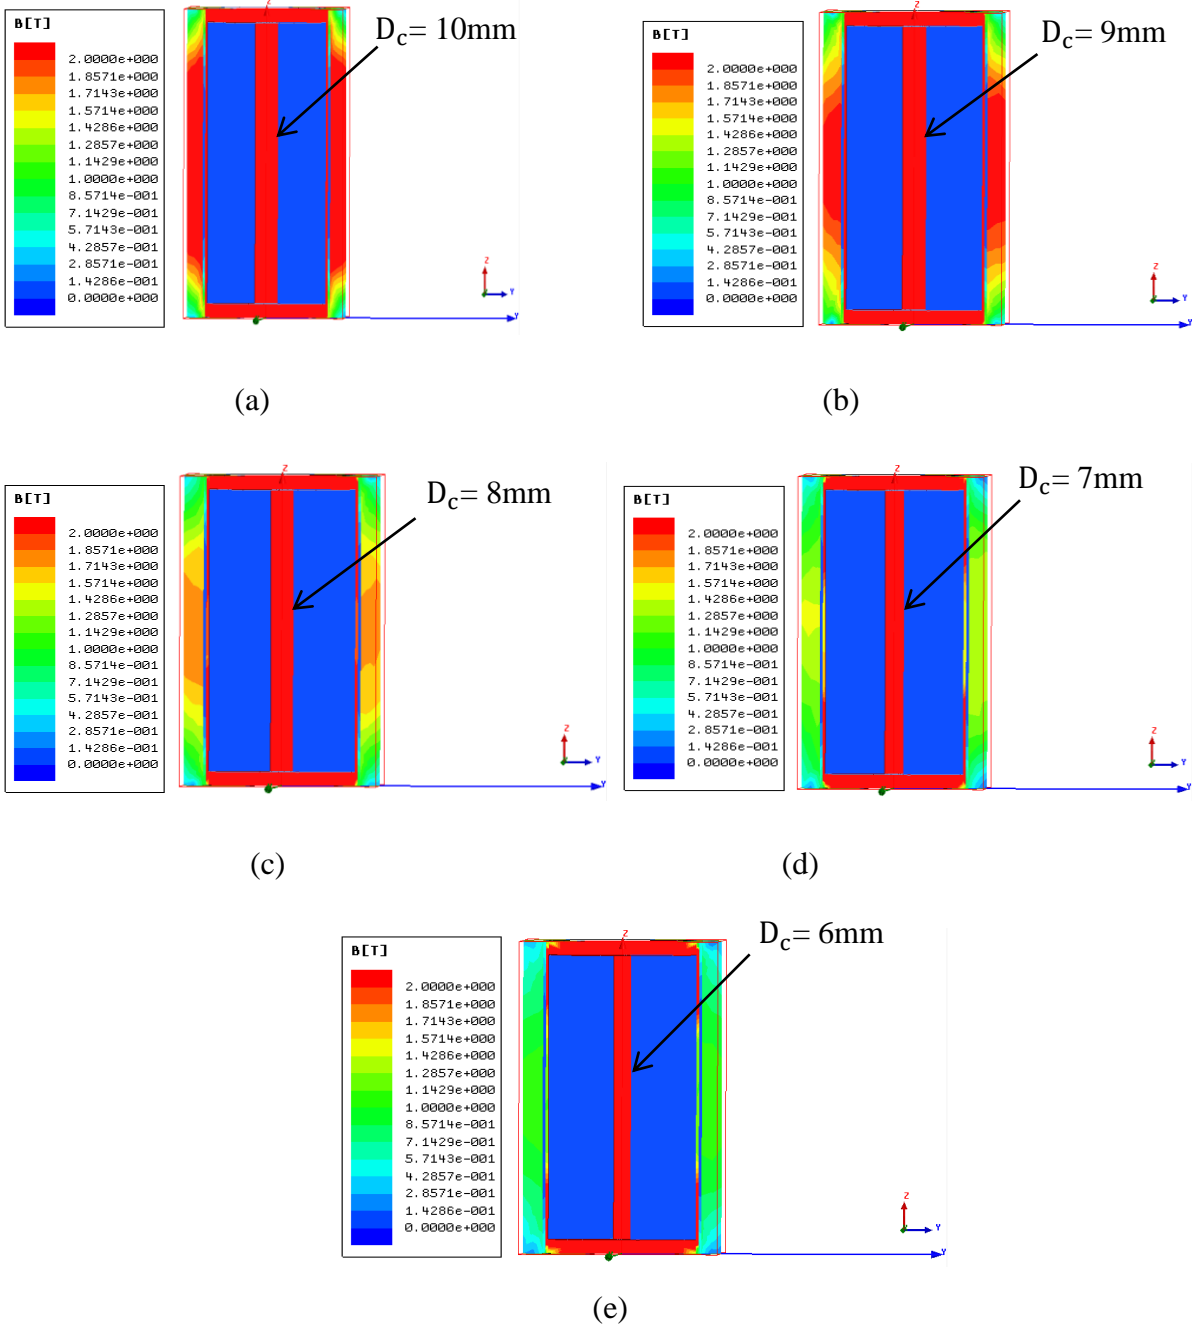 B[T]
2.0000e+000
1.8571e+000
1.7143e+000
1.5714e+000
1.4286e+000
1.2857e+000
1.1429e+000
1.0000e+000
8.5714e-001
7.1429e-001
5.7143e-001
4.2857e-001
2.8571e-001
1.4286e-001
0.0000e+000
Z
D_c= 10mm
Z
Y
Y
(a)
B[T]
2.0000e+000
1.8571e+000
1.7143e+000
1.5714e+000
1.4286e+000
1.2857e+000
1.1429e+000
1.0000e+000
8.5714e-001
7.1429e-001
5.7143e-001
4.2857e-001
2.8571e-001
1.4286e-001
0.0000e+000
Z
D_c= 9mm
Z
Y
Y
(b)
B[T]
2.0000e+000
1.8571e+000
1.7143e+000
1.5714e+000
1.4286e+000
1.2857e+000
1.1429e+000
1.0000e+000
8.5714e-001
7.1429e-001
5.7143e-001
4.2857e-001
2.8571e-001
1.4286e-001
0.0000e+000
Z
D_c= 8mm
Z
Y
Y
(c)
B[T]
2.0000e+000
1.8571e+000
1.7143e+000
1.5714e+000
1.4286e+000
1.2857e+000
1.1429e+000
1.0000e+000
8.5714e-001
7.1429e-001
5.7143e-001
4.2857e-001
2.8571e-001
1.4286e-001
0.0000e+000
Z
D_c= 7mm
Z
Y
Y
(d)
B[T]
2.0000e+000
1.8571e+000
1.7143e+000
1.5714e+000
1.4286e+000
1.2857e+000
1.1429e+000
1.0000e+000
8.5714e-001
7.1429e-001
5.7143e-001
4.2857e-001
2.8571e-001
1.4286e-001
0.0000e+000
Z
D_c= 6mm
Z
Y
Y
(e)